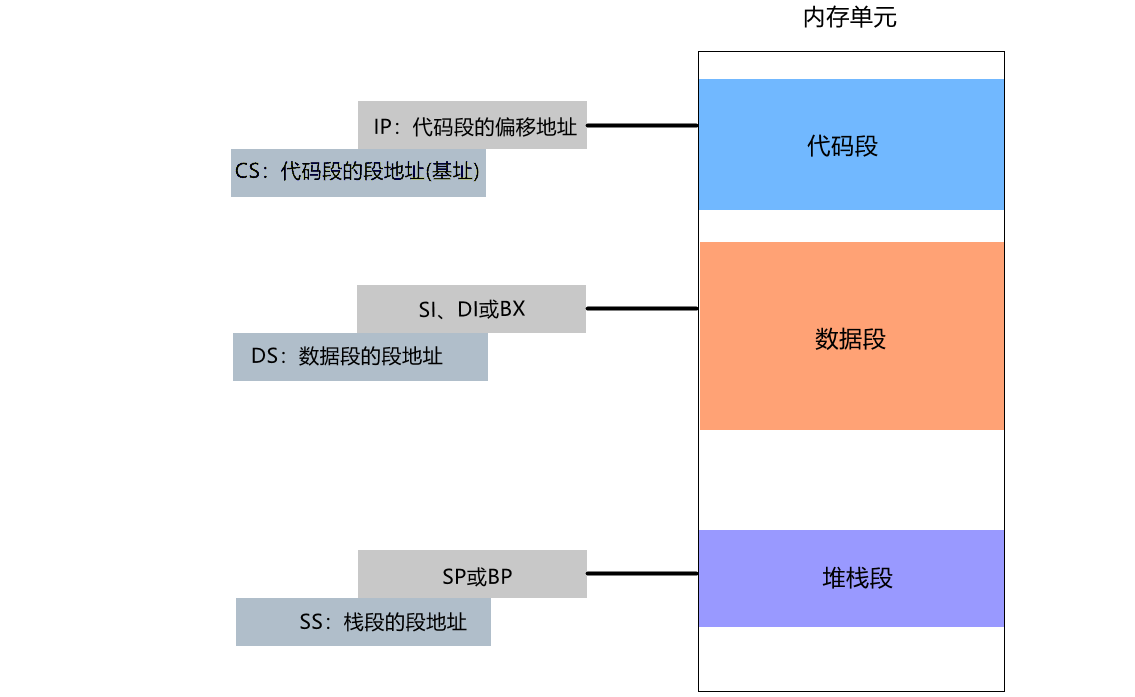 内存单元
IP：代码段的偏移地址
CS：代码段的段地址(基址)
代码段
SI、DI或BX
DS：数据段的段地址
数据段
SP或BP
SS：栈段的段地址
堆栈段